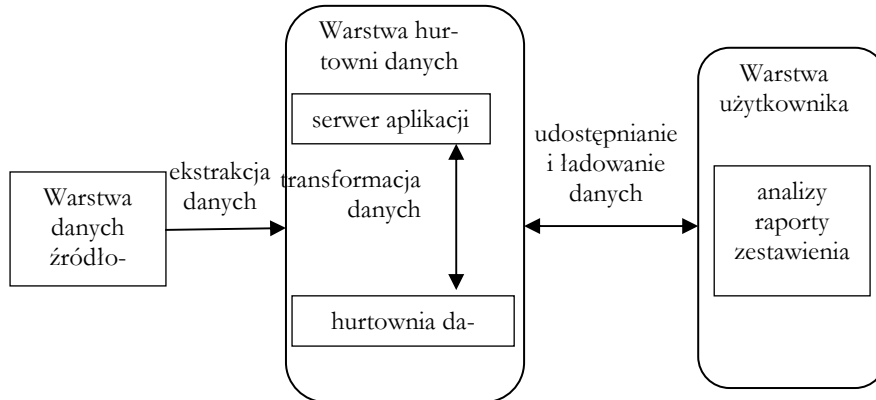 Warstwa
danych
źródło-
ekstrakcja
danych
Warstwa hur-
towni danych
serwer aplikacji
transformacja
danych
hurtownia da-
udostępnianie
i ładowanie
danych
Warstwa
użytkownika
analizy
raporty
zestawienia